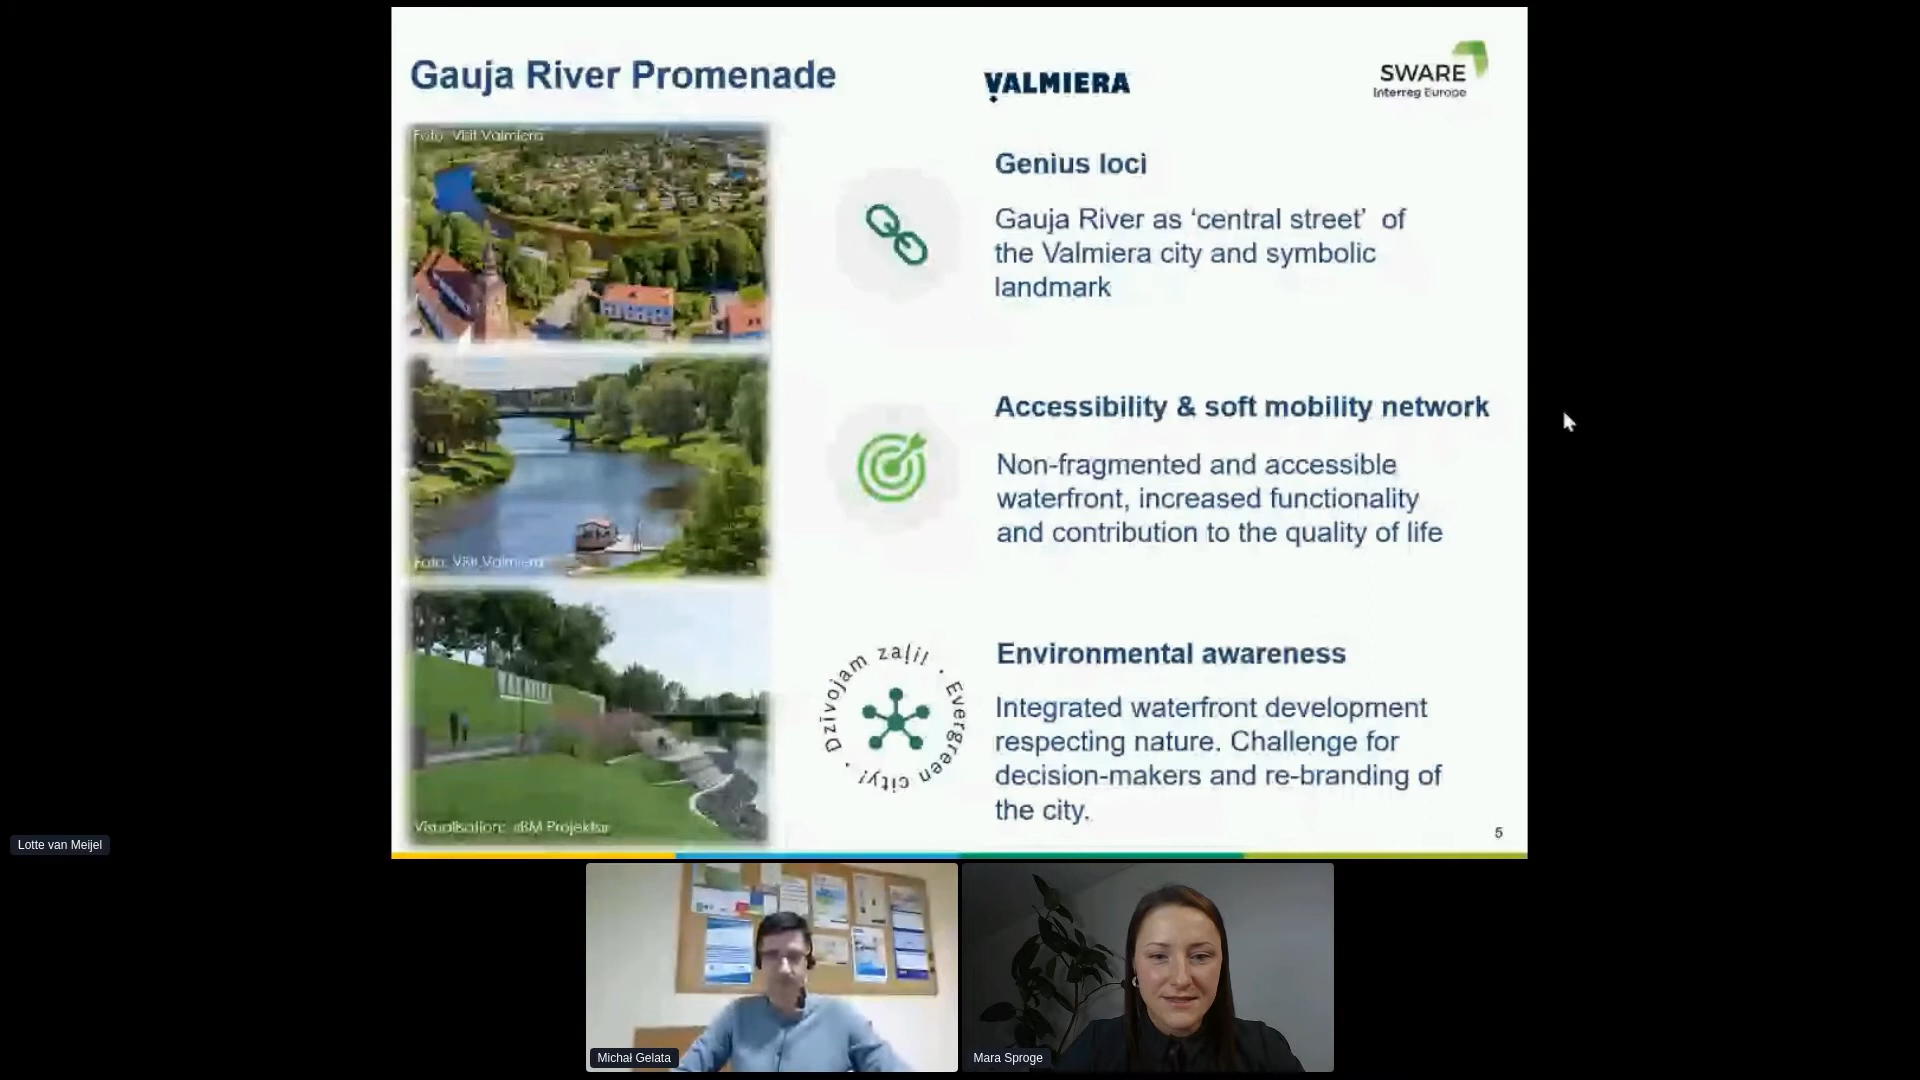 Gauja River Promenade
VALMIERA
SWARE
Interreg Europe
Foto: Visit Valmiera
Genius loci
Gauja River as ‘central street’ of
the Valmiera city and symbolic
landmark
Foto: Visit Valmiera
Accessibility & soft mobility network
Non-fragmented and accessible
waterfront, increased functionality
and contribution to the quality of life
VALMIERA
Visualisation: 
Dzīvojam zaļi! · Evergreen city! ·
Environmental awareness
Integrated waterfront development
respecting nature. Challenge for
decision-makers and re-branding of
the city.
5
Lotte van Meijel
Michał Gelata
Mara Sproge